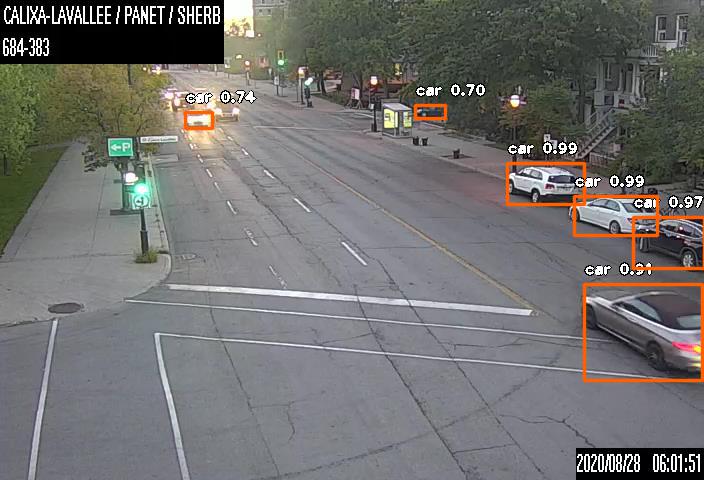 CALIXA-LAVALLEE / PANET / SHERB
684-383
car 0.74
car 0.70
car 0.99
car 0.99
car 0.97
car 0.91
P
2020/08/28 06:01:51